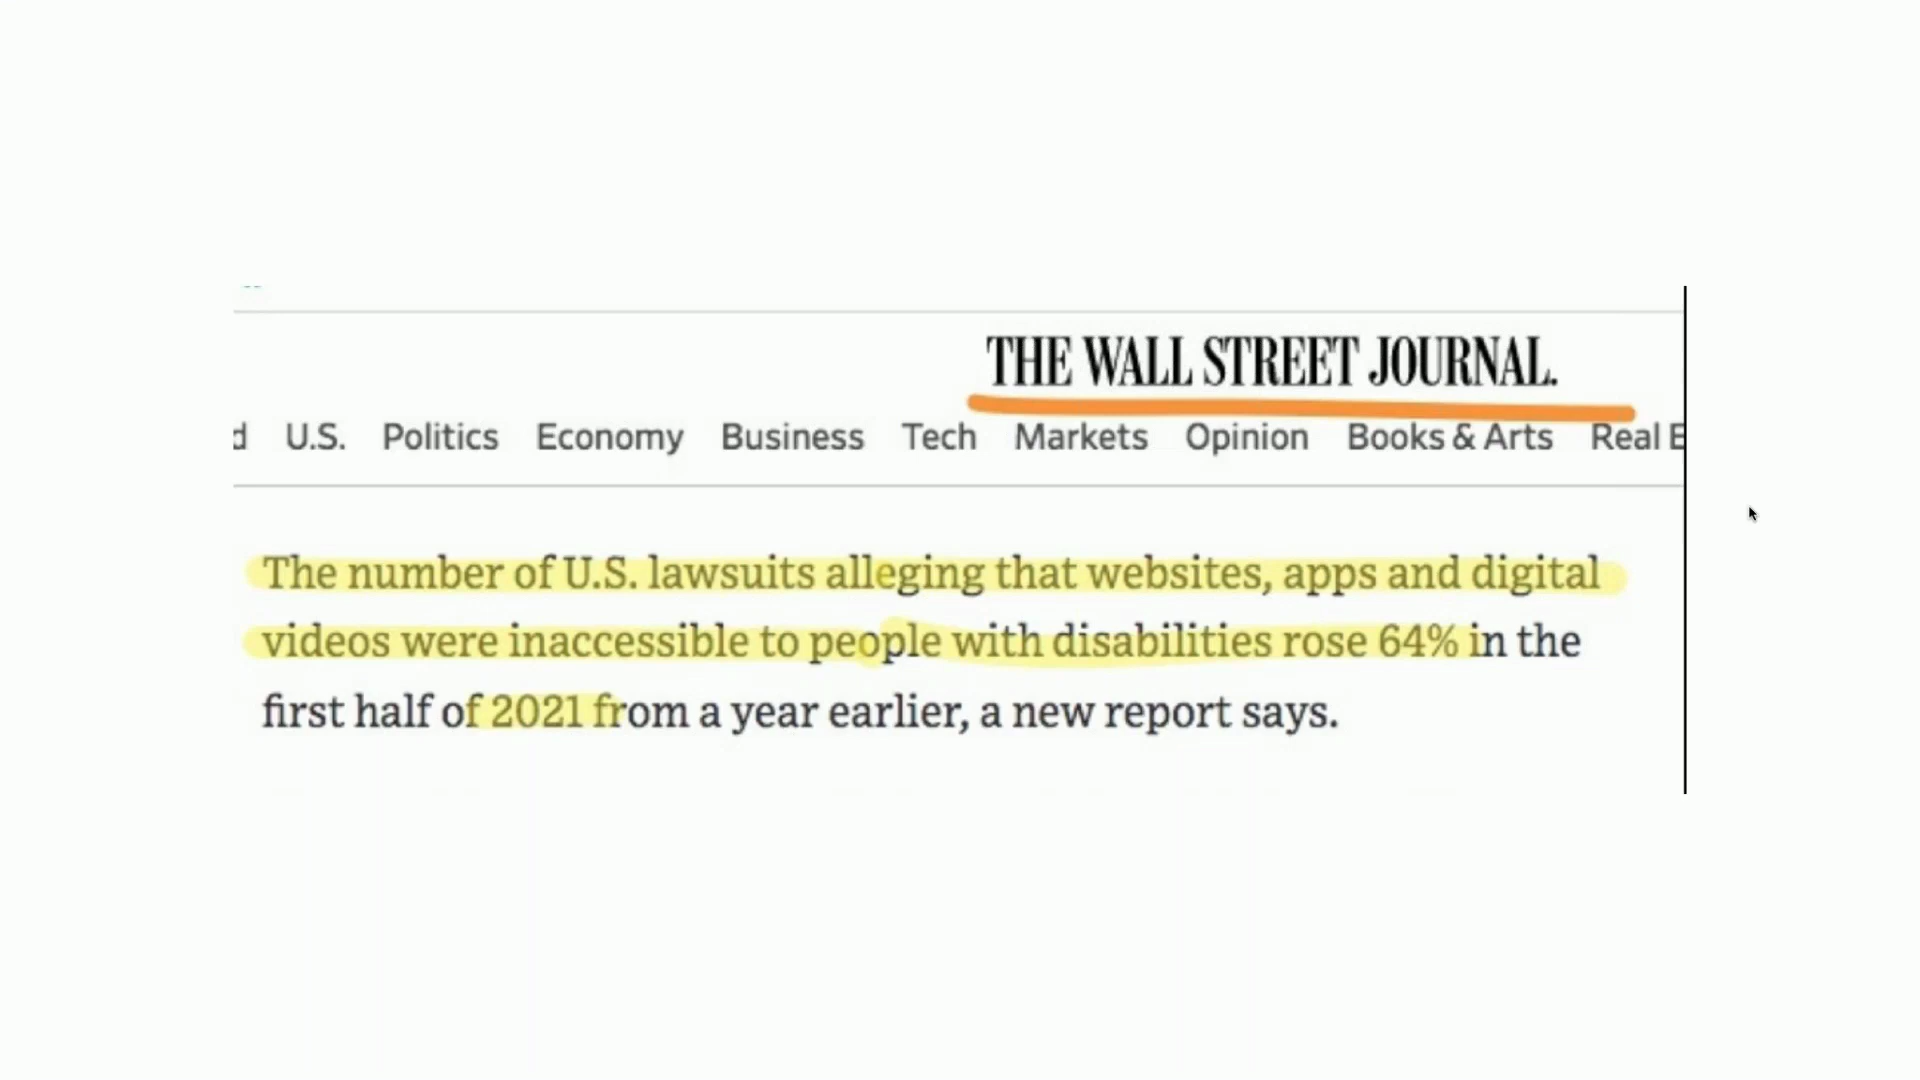 THE WALL STREET JOURNAL.
d U.S. Politics Economy Business Tech Markets Opinion Books & Arts Real E
The number of U.S. lawsuits alleging that websites, apps and digital
videos were inaccessible to people with disabilities rose 64% in the
first half of 2021 from a year earlier, a new report says.